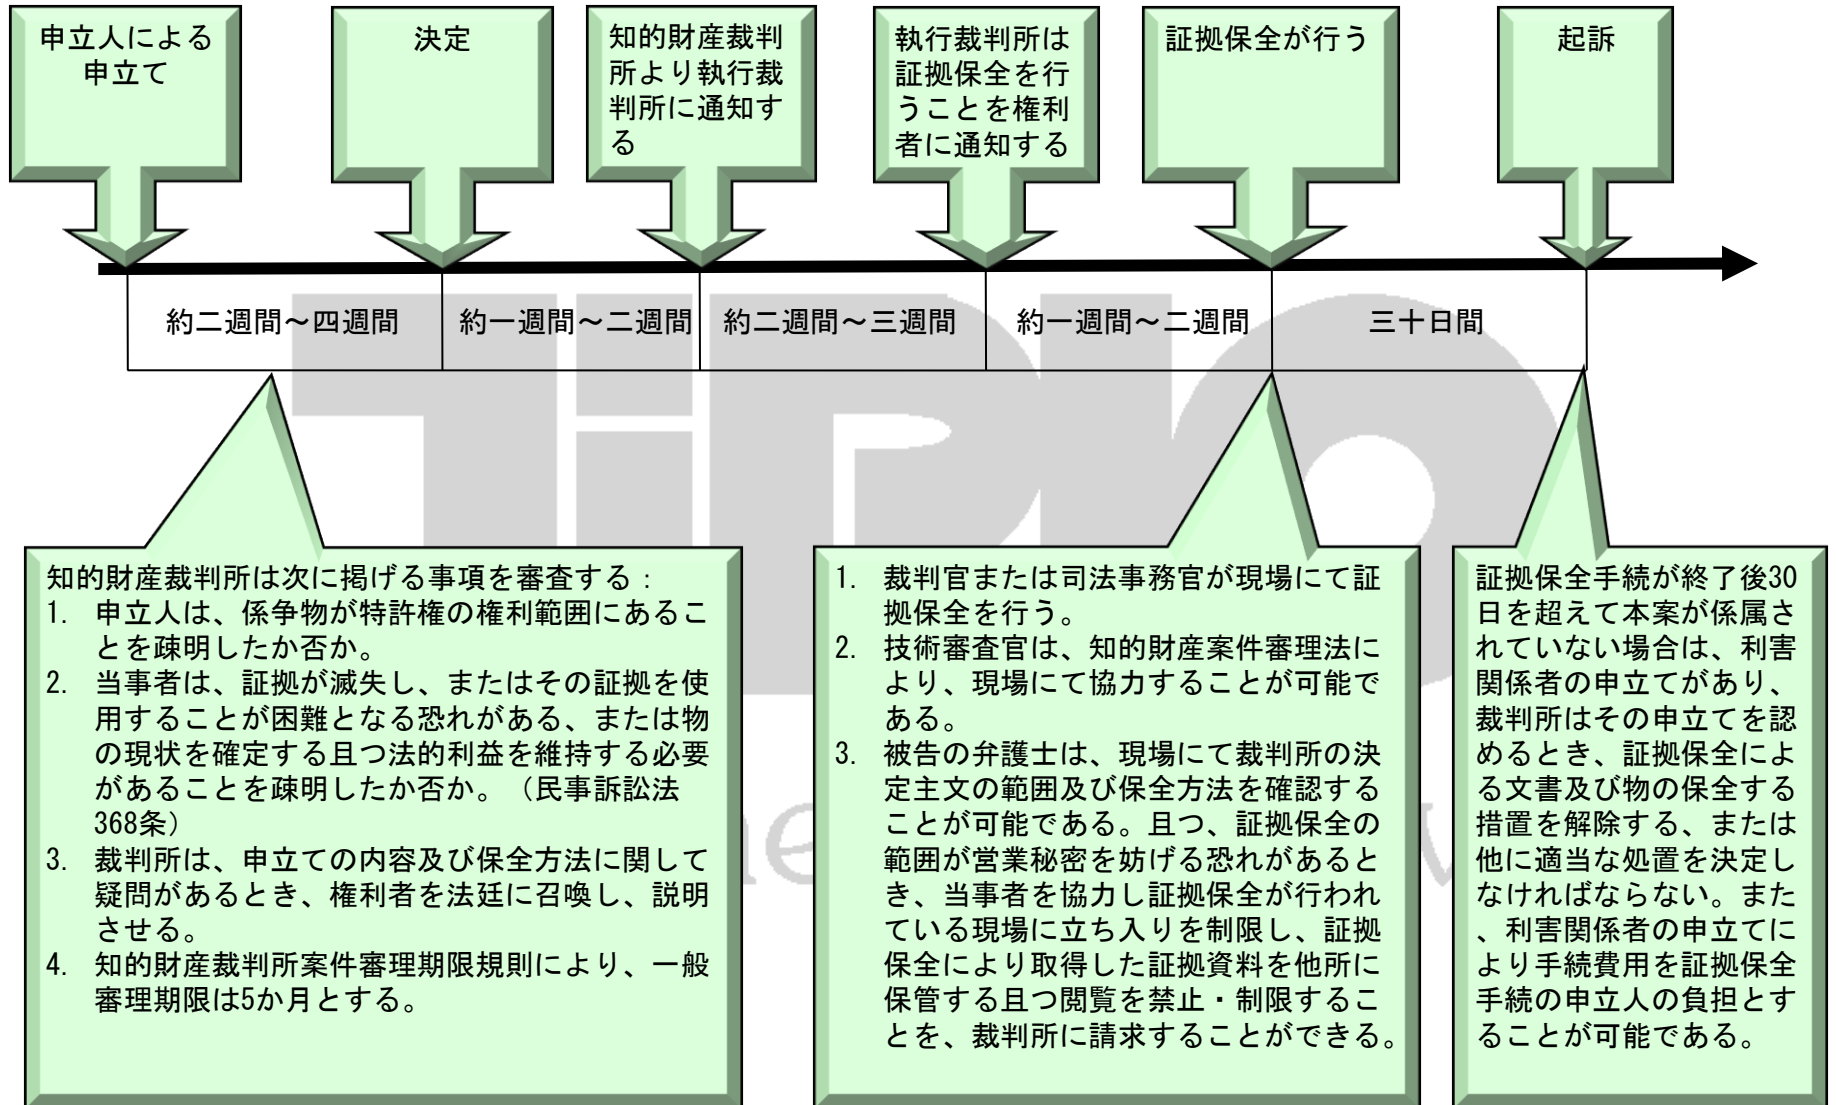 申立人による
申立て
決定
知的財産裁判
所より執行裁
判所に通知す
る
執行裁判所は
証拠保全を行
うことを権利
者に通知する
証拠保全が行う
起訴
約二週間～四週間
約一週間～二週間
約二週間～三週間
約一週間～二週間
三十日間
知的財産裁判所は次に掲げる事項を審査する：
1. 申立人は、係争物が特許権の権利範囲にあるこ
とを疎明したか否か。
2. 当事者は、証拠が滅失し、またはその証拠を使
用することが困難となる恐れがある、または物
の現状を確定する且つ法的利益を維持する必要
があることを疎明したか否か。（民事訴訟法
368条）
3. 裁判所は、申立ての内容及び保全方法に関して
疑問があるとき、権利者を法廷に召喚し、説明
させる。
4. 知的財産裁判所案件審理期限規則により、一般
審理期限は5か月とする。
1. 裁判官または司法事務官が現場にて証
拠保全を行う。
2. 技術審査官は、知的財産案件審理法に
より、現場にて協力することが可能で
ある。
3. 被告の弁護士は、現場にて裁判所の決
定主文の範囲及び保全方法を確認する
ことが可能である。且つ、証拠保全の
範囲が営業秘密を妨げる恐れがあると
き、当事者を協力し証拠保全が行われ
ている現場に立ち入りを制限し、証拠
保全により取得した証拠資料を他所に
保管する且つ閲覧を禁止・制限するこ
とを、裁判所に請求することができる。
証拠保全手続が終了後30
日を超えて本案が係属さ
れていない場合は、利害
関係者の申立てがあり、
裁判所はその申立てを認
めるとき、証拠保全によ
る文書及び物の保全する
措置を解除する、または
他に適当な処置を決定し
なければならない。また
、利害関係者の申立てに
より手続費用を証拠保全
手続の申立人の負担とす
ることが可能である。
TiPLO